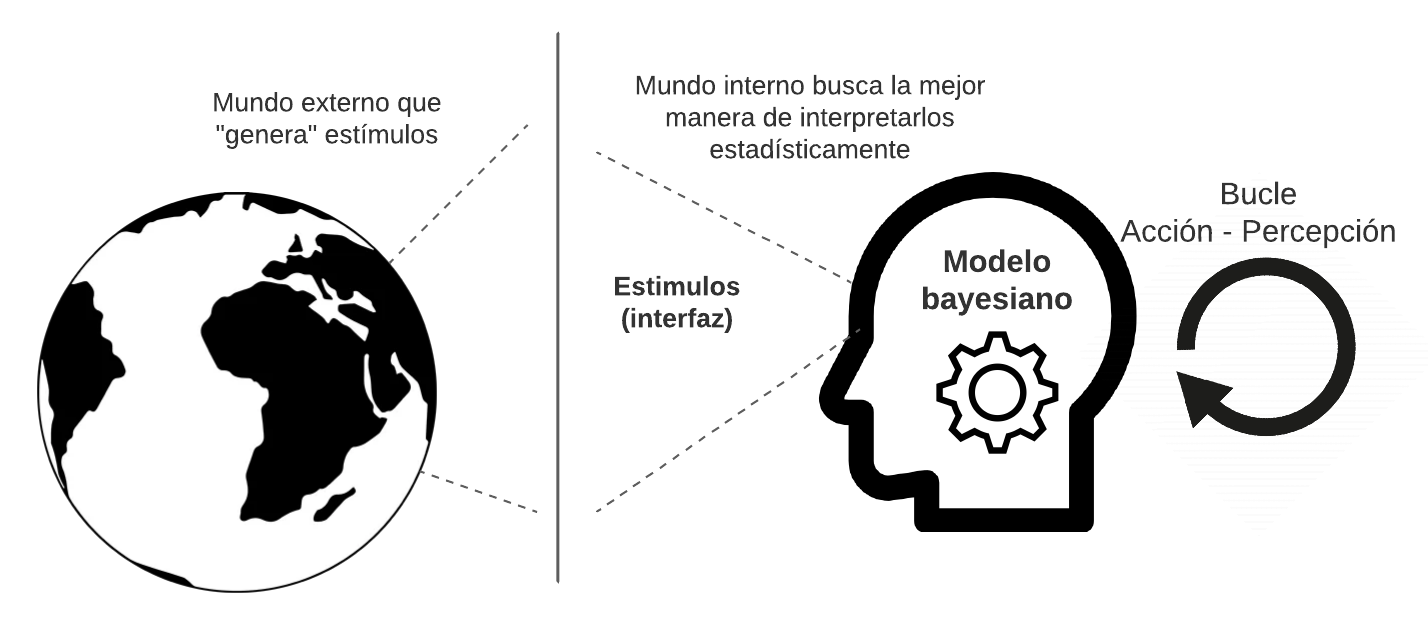 Mundo externo que
"genera" estímulos
Mundo interno busca la mejor
manera de interpretarlos
estadísticamente
Estimulos
(interfaz)
Modelo
bayesiano
Bucle
Acción - Percepción